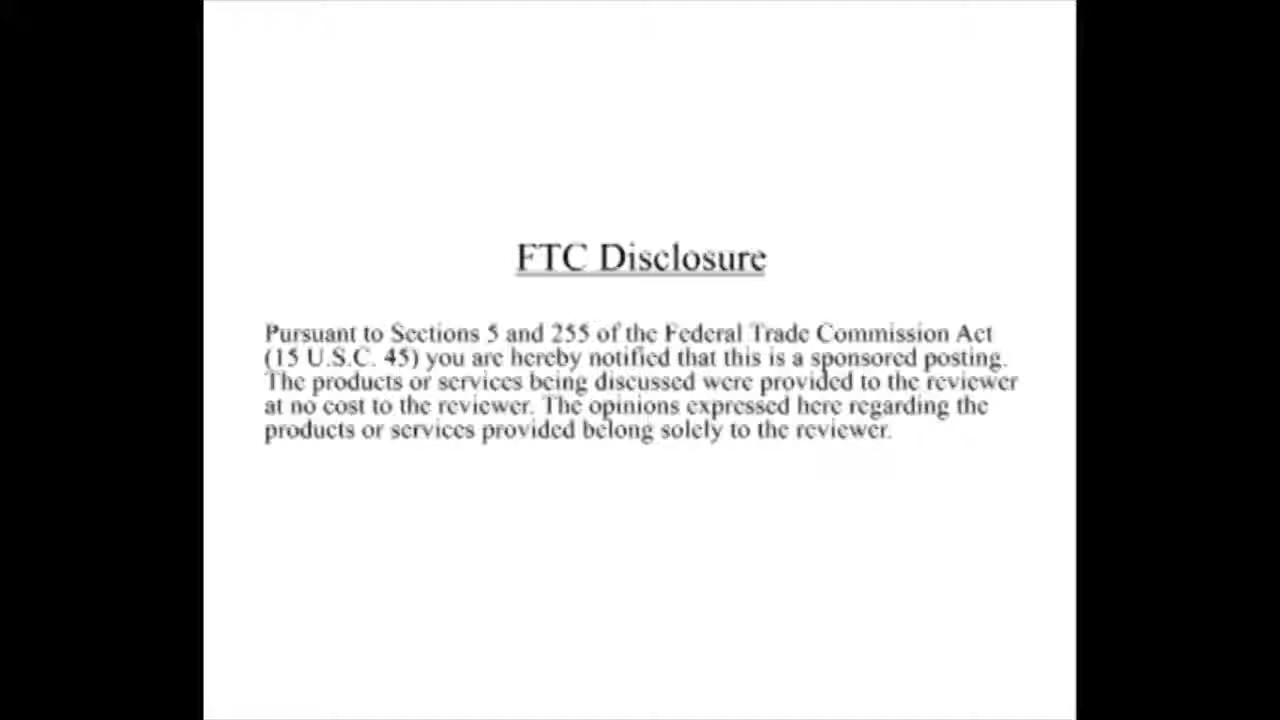 FTC Disclosure
Pursuant to Sections 5 and 255 of the Federal Trade Commission Act
(15 U.S.C. 45) you are hereby notified that this is a sponsored posting.
The products or services being discussed were provided to the reviewer
at no cost to the reviewer. The opinions expressed here regarding the
products or services provided belong solely to the reviewer.